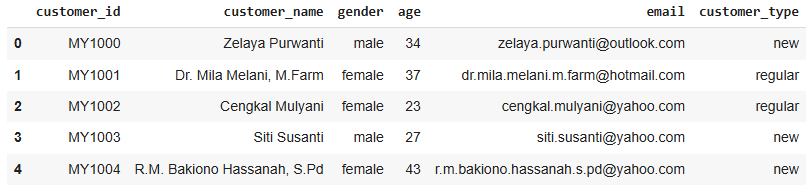 customer_id customer_name gender age email customer_type
0 MY1000 Zelaya Purwanti male 34 zelaya.purwanti@outlook.com new
1 MY1001 Dr. Mila Melani, M.Farm female 37 dr.mila.melani.m.farm@hotmail.com regular
2 MY1002 Cengkal Mulyani female 23 cengkal.mulyani@yahoo.com regular
3 MY1003 Siti Susanti male 27 siti.susanti@yahoo.com new
4 MY1004 R.M. Bakiono Hassanah, S.Pd female 43 r.m.bakiono.hassanah.s.pd@yahoo.com new